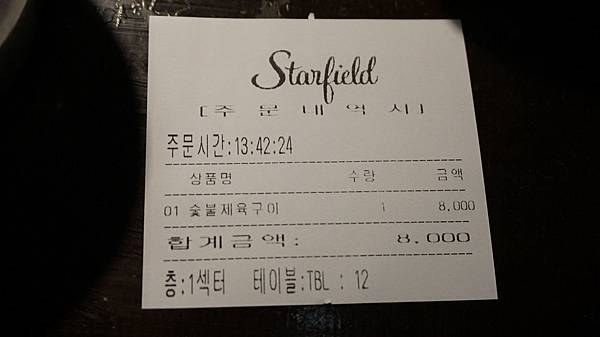 Starfield
[주 문 내 역 서]
주문시간:13:42:24
상품명 수량 금액
01 숯불제육구이 1 8,000
합계금액: 8,000
층:1섹터 테이블:TBL : 12